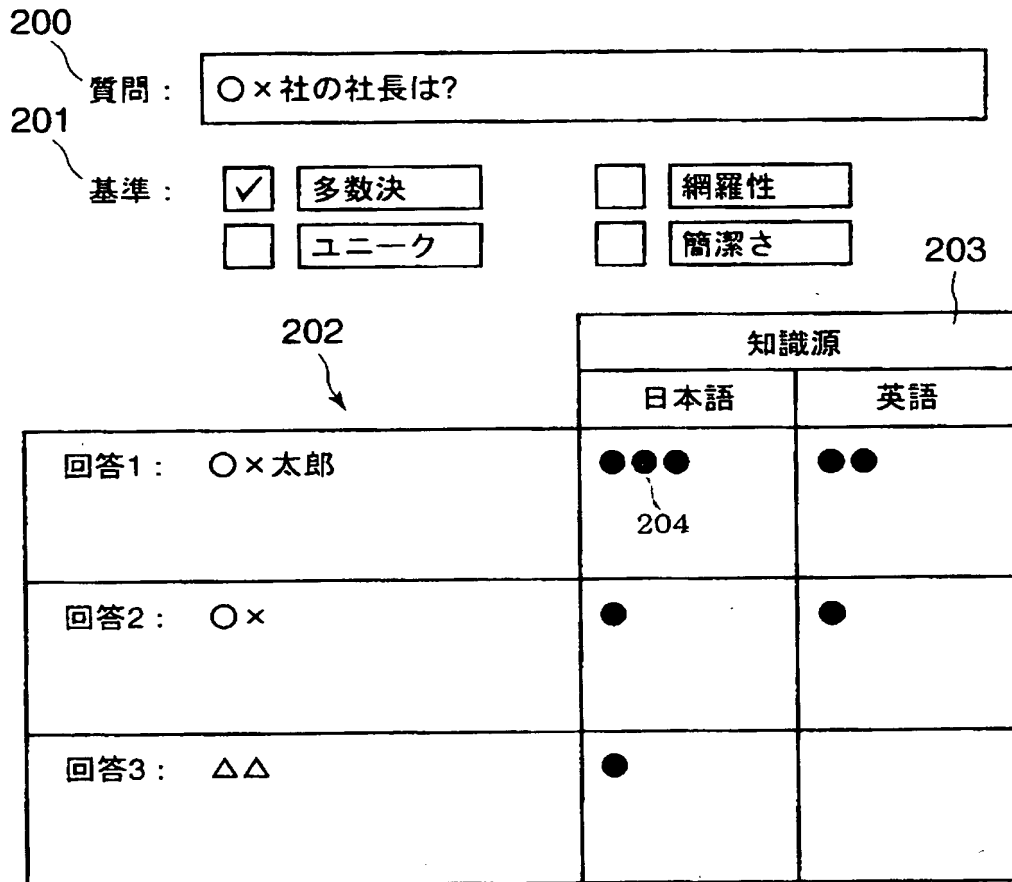 200
質問： ○×社の社長は?
201
基準： ✓ 多数決 網羅性
ユニーク 簡潔さ
203
202
知識源
日本語 英語
回答1： ○×太郎 ●●● ●●
204
回答2： ○× ● ●
回答3： △△ ●